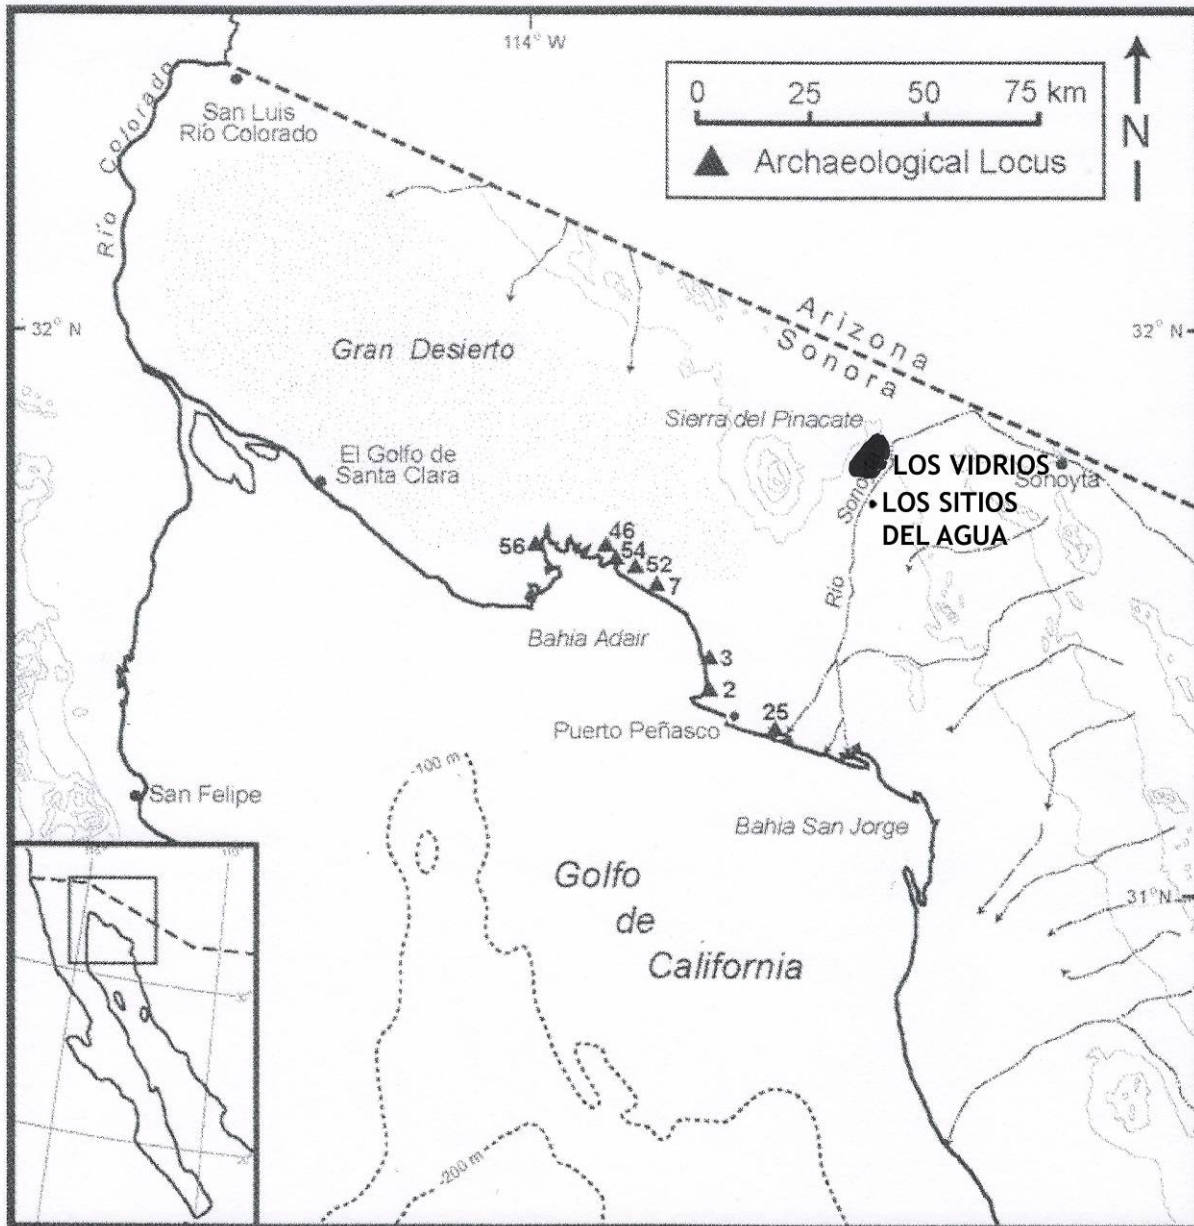 114° W
0 25 50 75 km
Archaeological Locus
N
San Luis
Río Colorado
Río Colorado
32° N
32° N
Arizona
Sonora
Gran Desierto
Sierra del Pinacate
LOS VIDRIOS
Sonoyta
LOS SITIOS
DEL AGUA
El Golfo de
Santa Clara
Río
56
46
54
52
7
Bahia Adair
3
2
25
Puerto Peñasco
-100 m
San Felipe
Bahia San Jorge
Golfo
de
California
31°N
-200 m